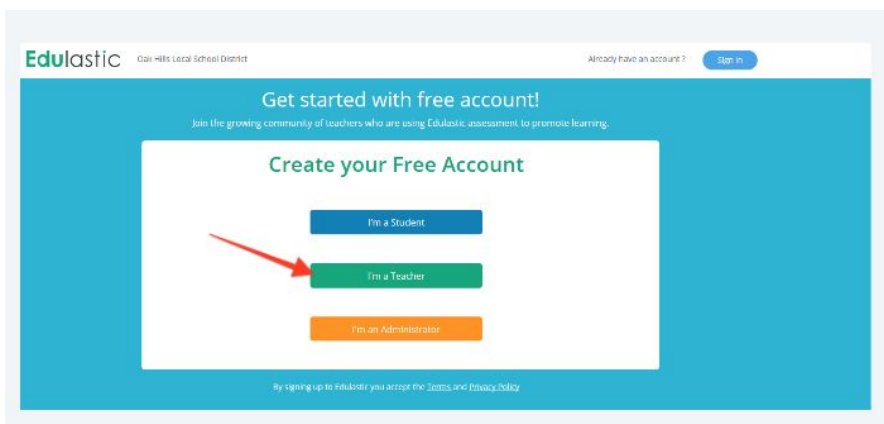 Edulastic Oak Hills Local School District Already have an account ? Sign in
Get started with free account!
Join the growing community of teachers who are using Edulastic assessment to promote learning.
Create your Free Account
I'm a Student
I'm a Teacher
I'm an Administrator
By signing up to Edulastic you accept the Terms and Privacy Policy